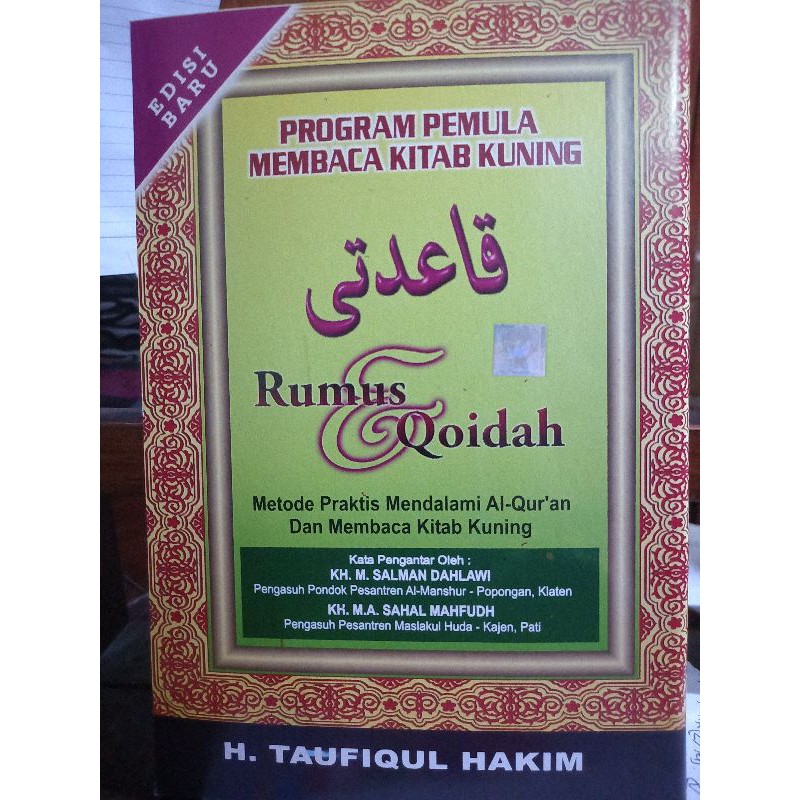 EDISI
BARU
PROGRAM PEMULA
MEMBACA KITAB KUNING
قاعدتي
Rumus
&
Qoidah
Metode Praktis Mendalami Al-Qur'an
Dan Membaca Kitab Kuning
Kata Pengantar Oleh :
KH. M. SALMAN DAHLAWI
Pengasuh Pondok Pesantren Al-Manshur - Popongan, Klaten
KH. M.A. SAHAL MAHFUDH
Pengasuh Pesantren Maslakul Huda - Kajen, Pati
H. TAUFIQUL HAKIM